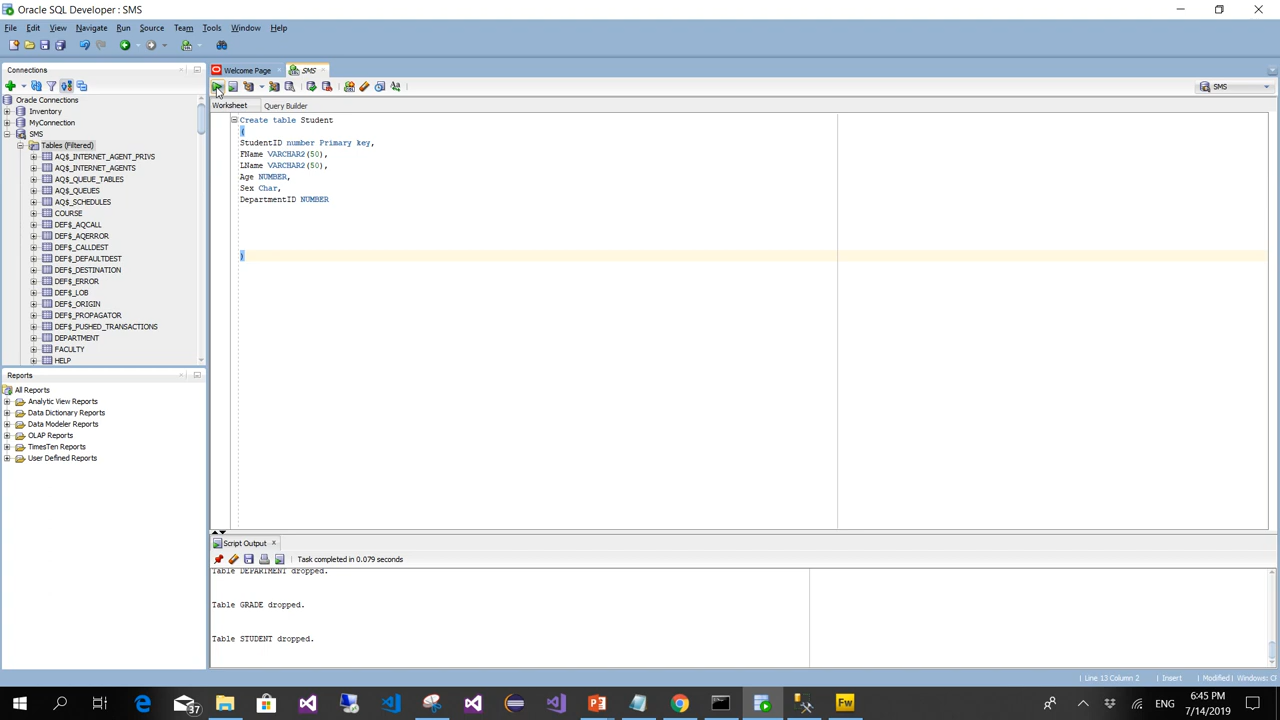 Oracle SQL Developer : SMS
File Edit View Navigate Run Source Team Tools Window Help
Connections
Welcome Page SMS
SMS
Oracle Connections
Inventory
MyConnection
SMS
Tables (Filtered)
AQ$_INTERNET_AGENT_PRIVS
AQ$_INTERNET_AGENTS
AQ$_QUEUE_TABLES
AQ$_QUEUES
AQ$_SCHEDULES
COURSE
DEF$_AQCALL
DEF$_AQERROR
DEF$_CALLDEST
DEF$_DEFAULTDEST
DEF$_DESTINATION
DEF$_ERROR
DEF$_LOB
DEF$_ORIGIN
DEF$_PROPAGATOR
DEF$_PUSHED_TRANSACTIONS
DEPARTMENT
FACULTY
HELP
Reports
All Reports
Analytic View Reports
Data Dictionary Reports
Data Modeler Reports
OLAP Reports
TimesTen Reports
User Defined Reports
Worksheet Query Builder
Create table Student
(
StudentID number Primary key,
FName VARCHAR2(50),
LName VARCHAR2(50),
Age NUMBER,
Sex Char,
DepartmentID NUMBER
)
Script Output
Task completed in 0.079 seconds
Table DEPARTMENT dropped.
Table GRADE dropped.
Table STUDENT dropped.
Line 13 Column 2 Insert Modified Windows: Cl
37
Fw
ENG
6:45 PM
7/14/2019